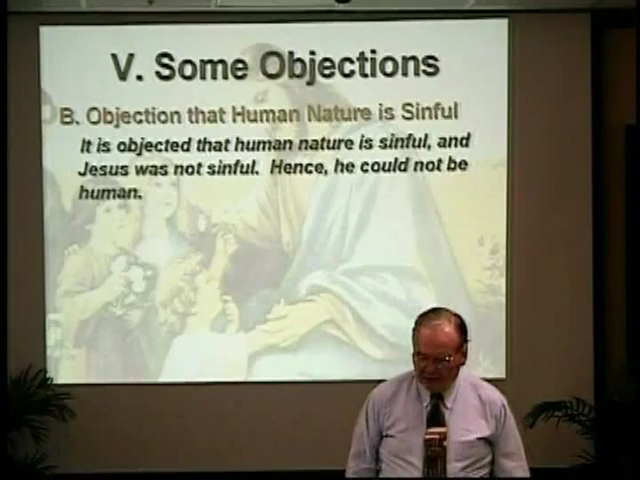 V. Some Objections
B. Objection that Human Nature is Sinful
It is objected that human nature is sinful, and
Jesus was not sinful. Hence, he could not be
human.